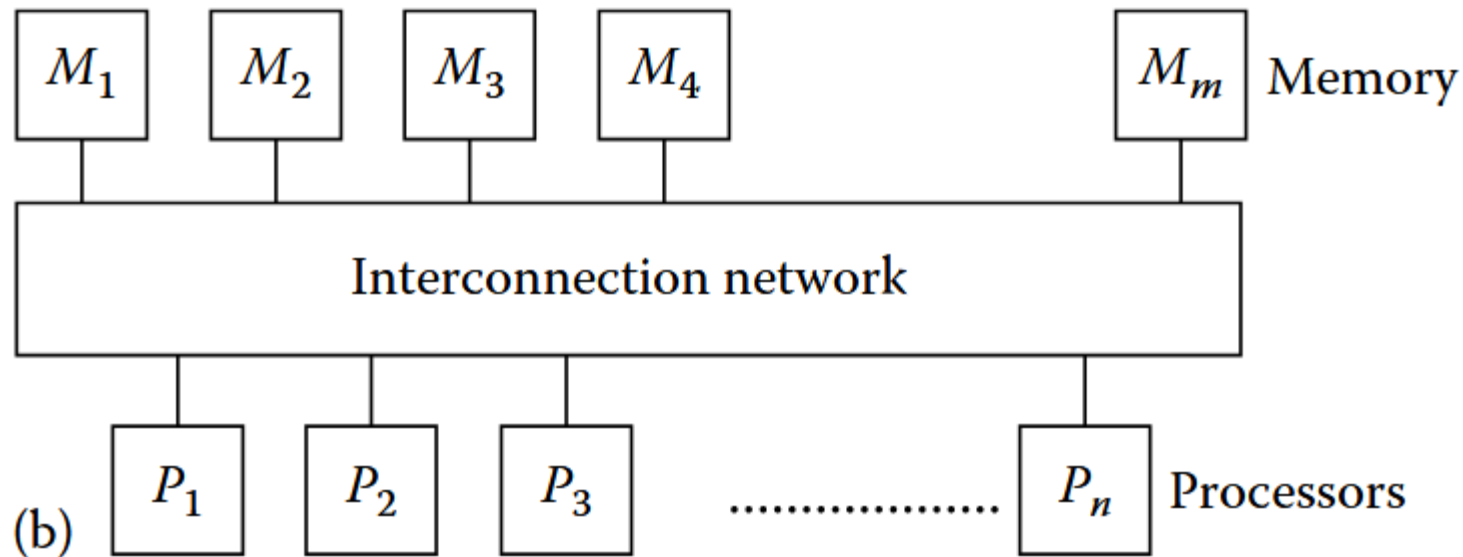 M₁ M₂ M₃ M₄ Mₘ Memory
Interconnection network
P₁ P₂ P₃ .................. Pₙ Processors
(b)